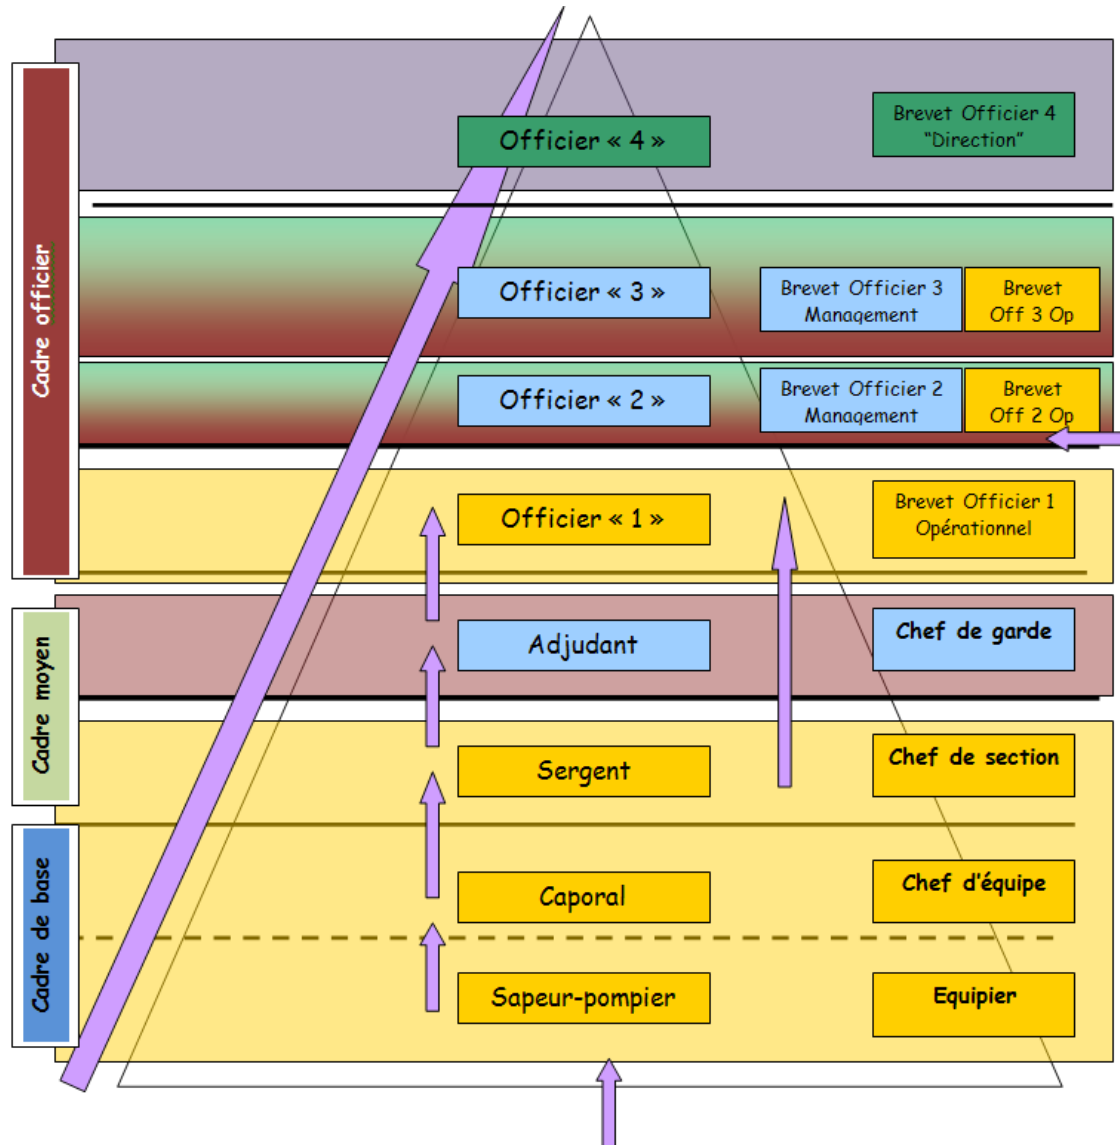 Cadre officier
Officier « 4 »
Brevet Officier 4
“Direction”
Officier « 3 »
Brevet Officier 3
Management
Brevet
Off 3 Op
Officier « 2 »
Brevet Officier 2
Management
Brevet
Off 2 Op
Officier « 1 »
Brevet Officier 1
Opérationnel
Cadre moyen
Adjudant
Chef de garde
Sergent
Chef de section
Cadre de base
Caporal
Chef d’équipe
Sapeur-pompier
Equipier